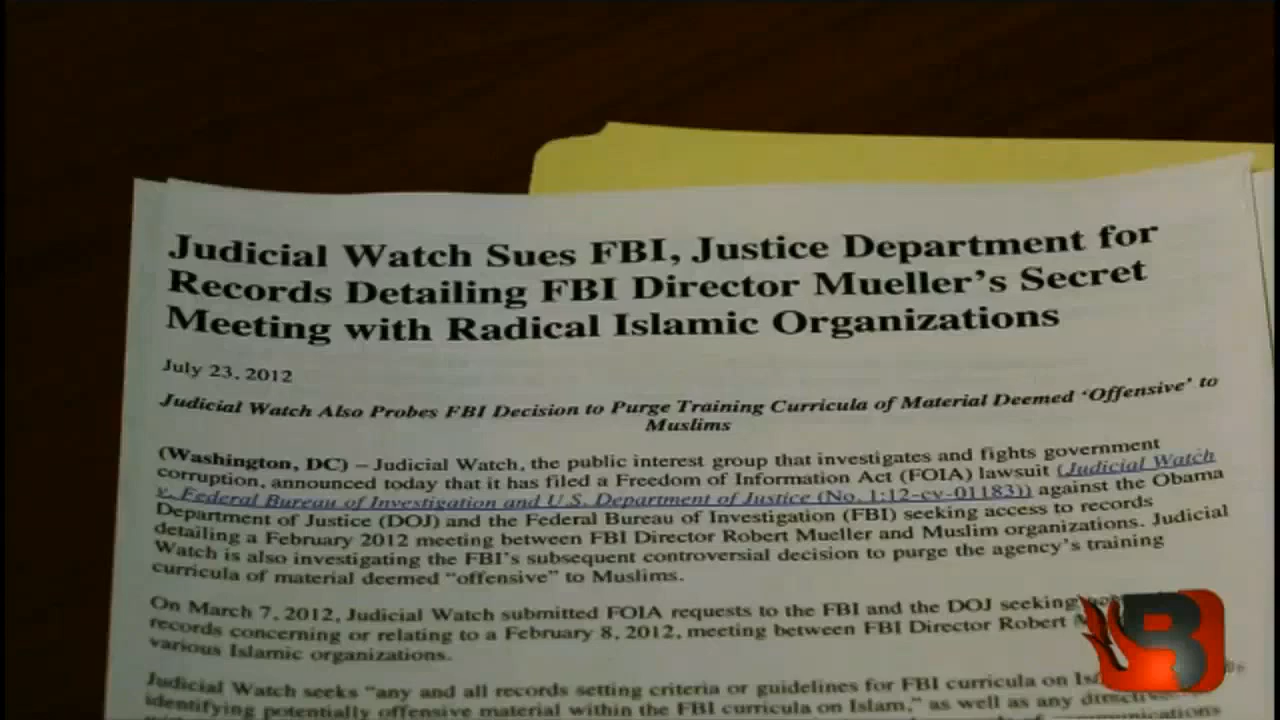 Judicial Watch Sues FBI, Justice Department for
Records Detailing FBI Director Mueller's Secret
Meeting with Radical Islamic Organizations
July 23, 2012
Judicial Watch Also Probes FBI Decision to Purge Training Curricula of Material Deemed ‘Offensive’ to
Muslims
(Washington, DC) – Judicial Watch, the public interest group that investigates and fights government
corruption, announced today that it has filed a Freedom of Information Act (FOIA) lawsuit (Judicial Watch
v. Federal Bureau of Investigation and U.S. Department of Justice (No. 1:12-cv-01183)) against the Obama
Department of Justice (DOJ) and the Federal Bureau of Investigation (FBI) seeking access to records
detailing a February 2012 meeting between FBI Director Robert Mueller and Muslim organizations. Judicial
Watch is also investigating the FBI's subsequent controversial decision to purge the agency's training
curricula of material deemed “offensive” to Muslims.
On March 7, 2012, Judicial Watch submitted FOIA requests to the FBI and the DOJ seeking
records concerning or relating to a February 8, 2012, meeting between FBI Director Robert
various Islamic organizations.
Judicial Watch seeks “any and all records setting criteria or guidelines for FBI curricula on
identifying potentially offensive material within the FBI curricula on Islam,” as well as any
communications
B